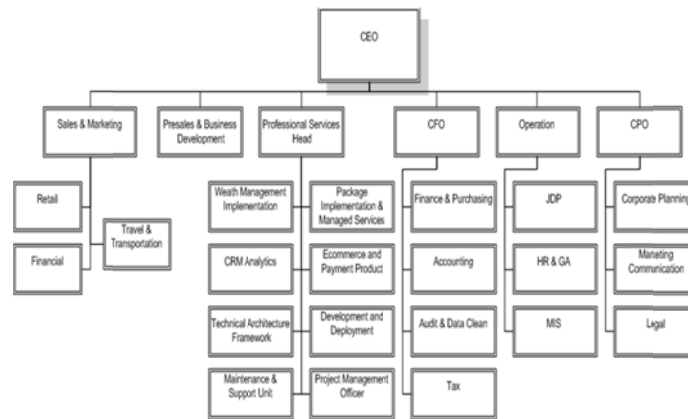 CEO
Sales & Marketing
Presales & Business
Development
Professional Services
Head
CFO
Operation
CPO
Retail
Travel &
Transportation
Financial
Weath Management
Implementation
Package
Implementation &
Managed Services
CRM Analytics
Ecommerce and
Payment Product
Technical Architecture
Framework
Development and
Deployment
Maintenance &
Support Unit
Project Management
Officer
Finance & Purchasing
Accounting
Audit & Data Clean
Tax
JDP
HR & GA
MIS
Corporate Planning
Marketing
Communication
Legal